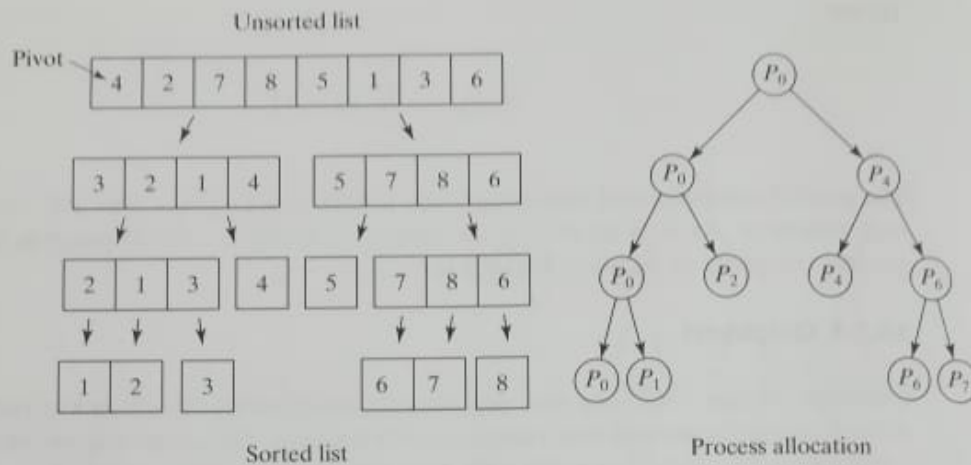 Unsorted list
Pivot
4 2 7 8 5 1 3 6
3 2 1 4 5 7 8 6
2 1 3 4 5 7 8 6
1 2 3 6 7 8
Sorted list
P0
P0 P4
P0 P2 P4 P6
P0 P1 P6 P7
Process allocation